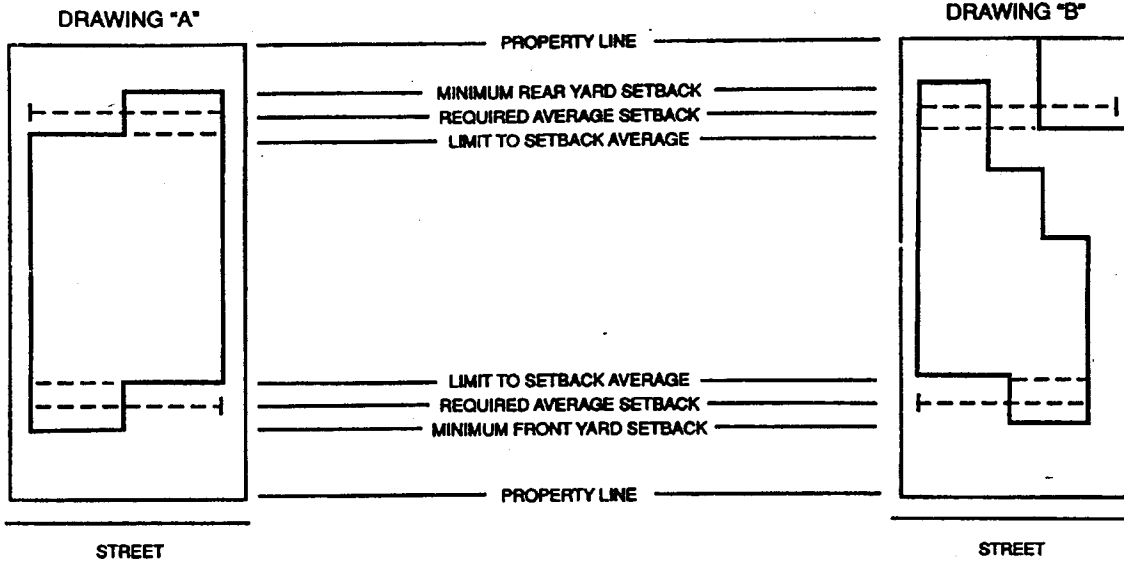 DRAWING "A"
DRAWING "B"
PROPERTY LINE
MINIMUM REAR YARD SETBACK
REQUIRED AVERAGE SETBACK
LIMIT TO SETBACK AVERAGE
LIMIT TO SETBACK AVERAGE
REQUIRED AVERAGE SETBACK
MINIMUM FRONT YARD SETBACK
PROPERTY LINE
STREET
STREET